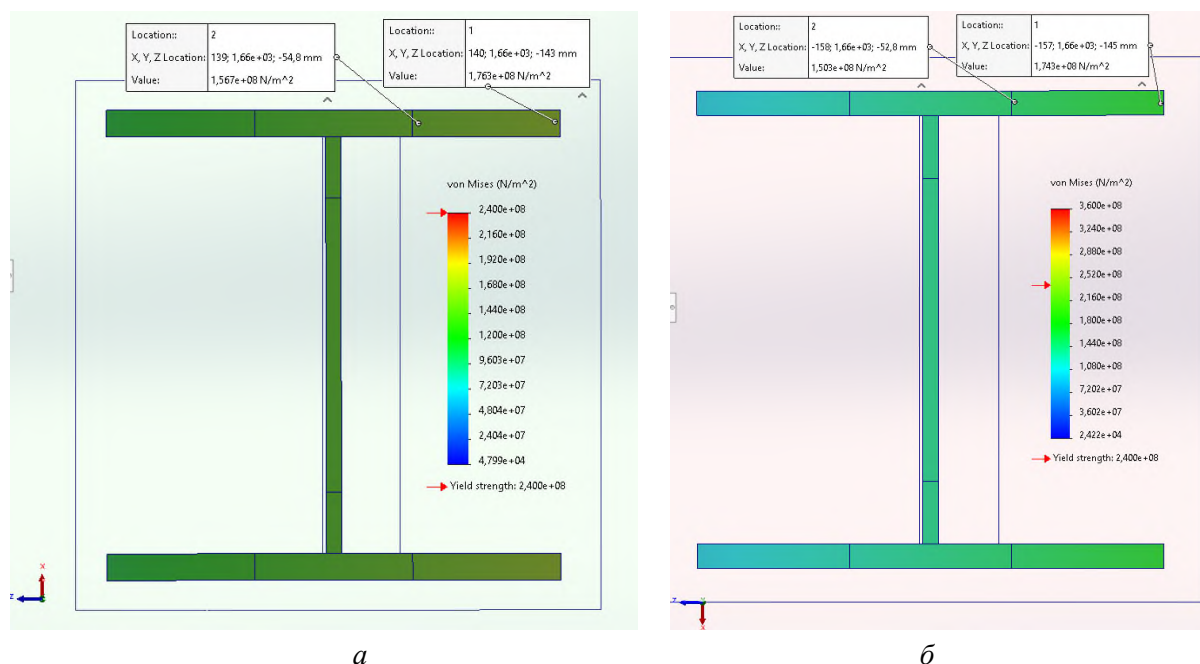 Location:: 2
X, Y, Z Location: 139; 1,66e+03; -54,8 mm
Value: 1,567e+08 N/m^2
Location:: 1
X, Y, Z Location: 140; 1,66e+03; -143 mm
Value: 1,763e+08 N/m^2
von Mises (N/m^2)
2,400e+08
2,160e+08
1,920e+08
1,680e+08
1,440e+08
1,200e+08
9,603e+07
7,203e+07
4,804e+07
2,404e+07
4,799e+04
Yield strength: 2,400e+08
z
x
а
Location:: 2
X, Y, Z Location: -158; 1,66e+03; -52,8 mm
Value: 1,503e+08 N/m^2
Location:: 1
X, Y, Z Location: -157; 1,66e+03; -145 mm
Value: 1,743e+08 N/m^2
von Mises (N/m^2)
3,600e+08
3,240e+08
2,880e+08
2,520e+08
2,160e+08
1,800e+08
1,440e+08
1,080e+08
7,202e+07
3,602e+07
2,422e+04
Yield strength: 2,400e+08
z
x
б